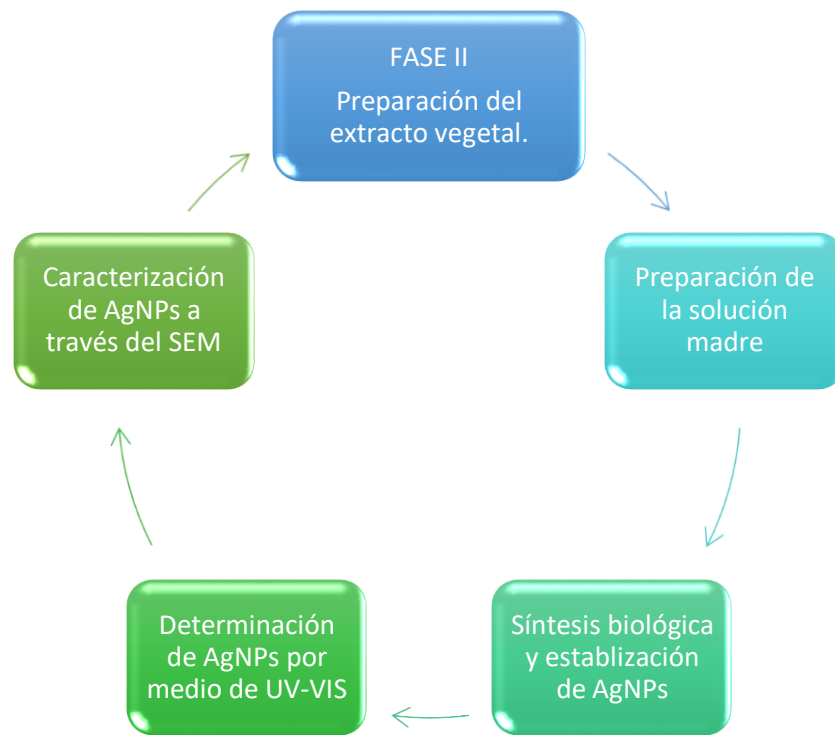 FASE II
Preparación del
extracto vegetal.
Preparación de
la solución
madre
Síntesis biológica
y establización
de AgNPs
Determinación
de AgNPs por
medio de UV-VIS
Caracterización
de AgNPs a
través del SEM